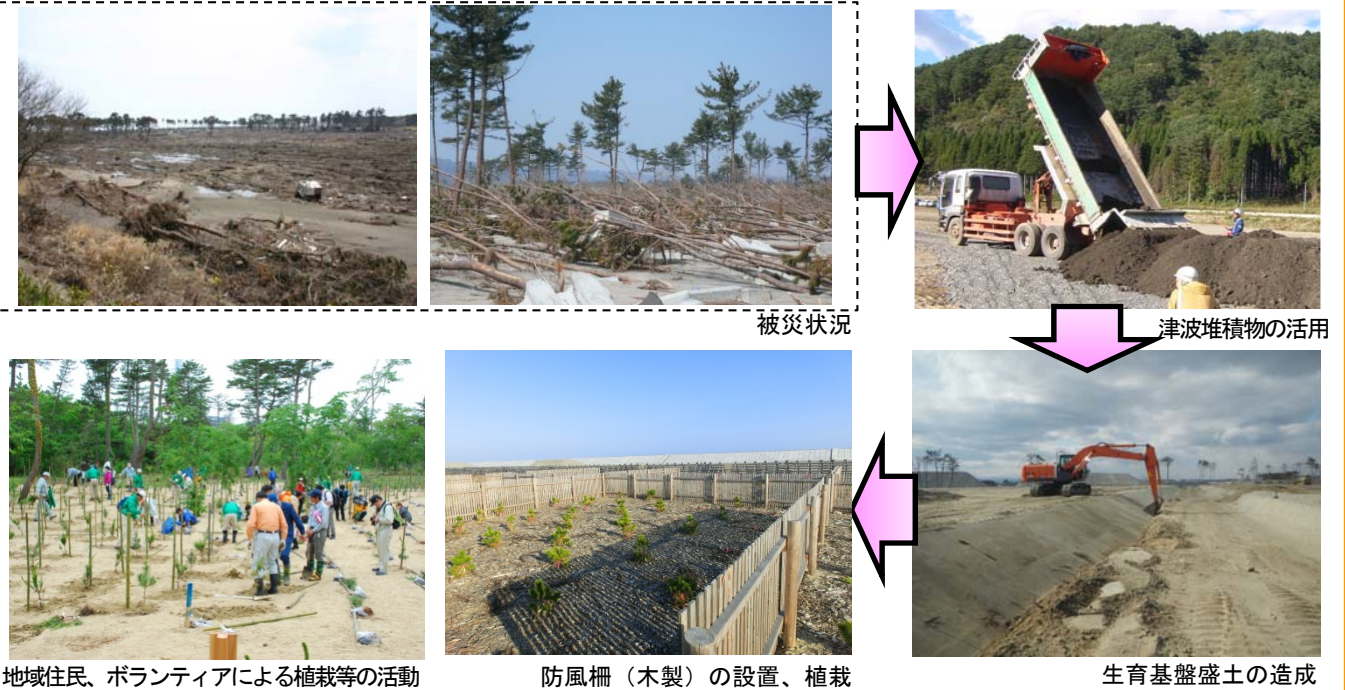 被災状況
津波堆積物の活用
生育基盤盛土の造成
防風柵（木製）の設置、植栽
地域住民、ボランティアによる植栽等の活動